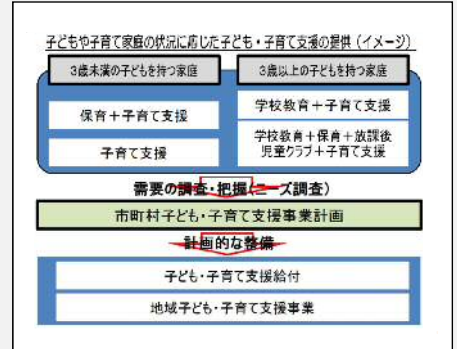 子どもや子育て家庭の状況に応じた子ども・子育て支援の提供（イメージ）
3歳未満の子どもを持つ家庭
3歳以上の子どもを持つ家庭
保育＋子育て支援
子育て支援
学校教育＋子育て支援
学校教育＋保育＋放課後
児童クラブ＋子育て支援
需要の調査・把握（ニーズ調査）
市町村子ども・子育て支援事業計画
計画的な整備
子ども・子育て支援給付
地域子ども・子育て支援事業